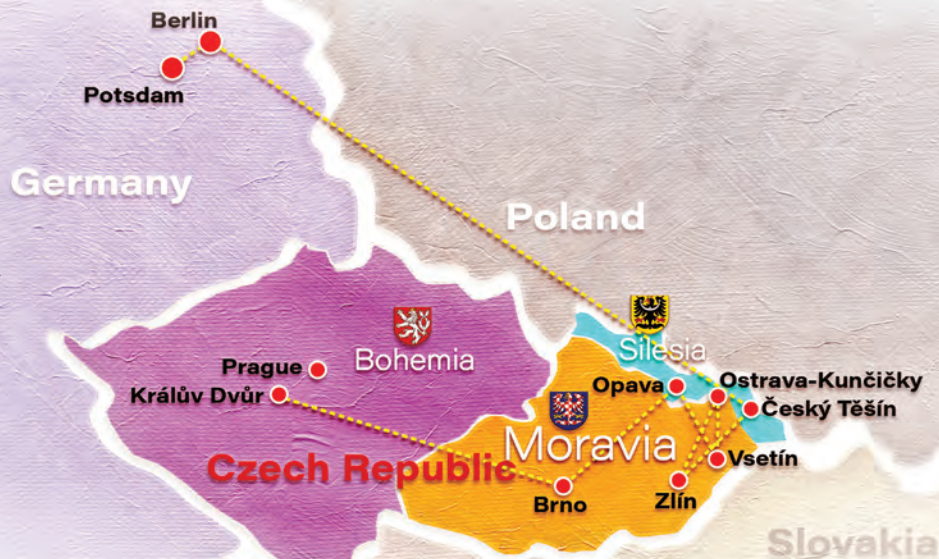 Berlin
Potsdam
Germany
Poland
Bohemia
Silesia
Prague
Opava
Ostrava-Kunčičky
Králův Dvůr
Český Těšín
Moravia
Czech Republic
Vsetín
Brno
Zlín
Slovakia